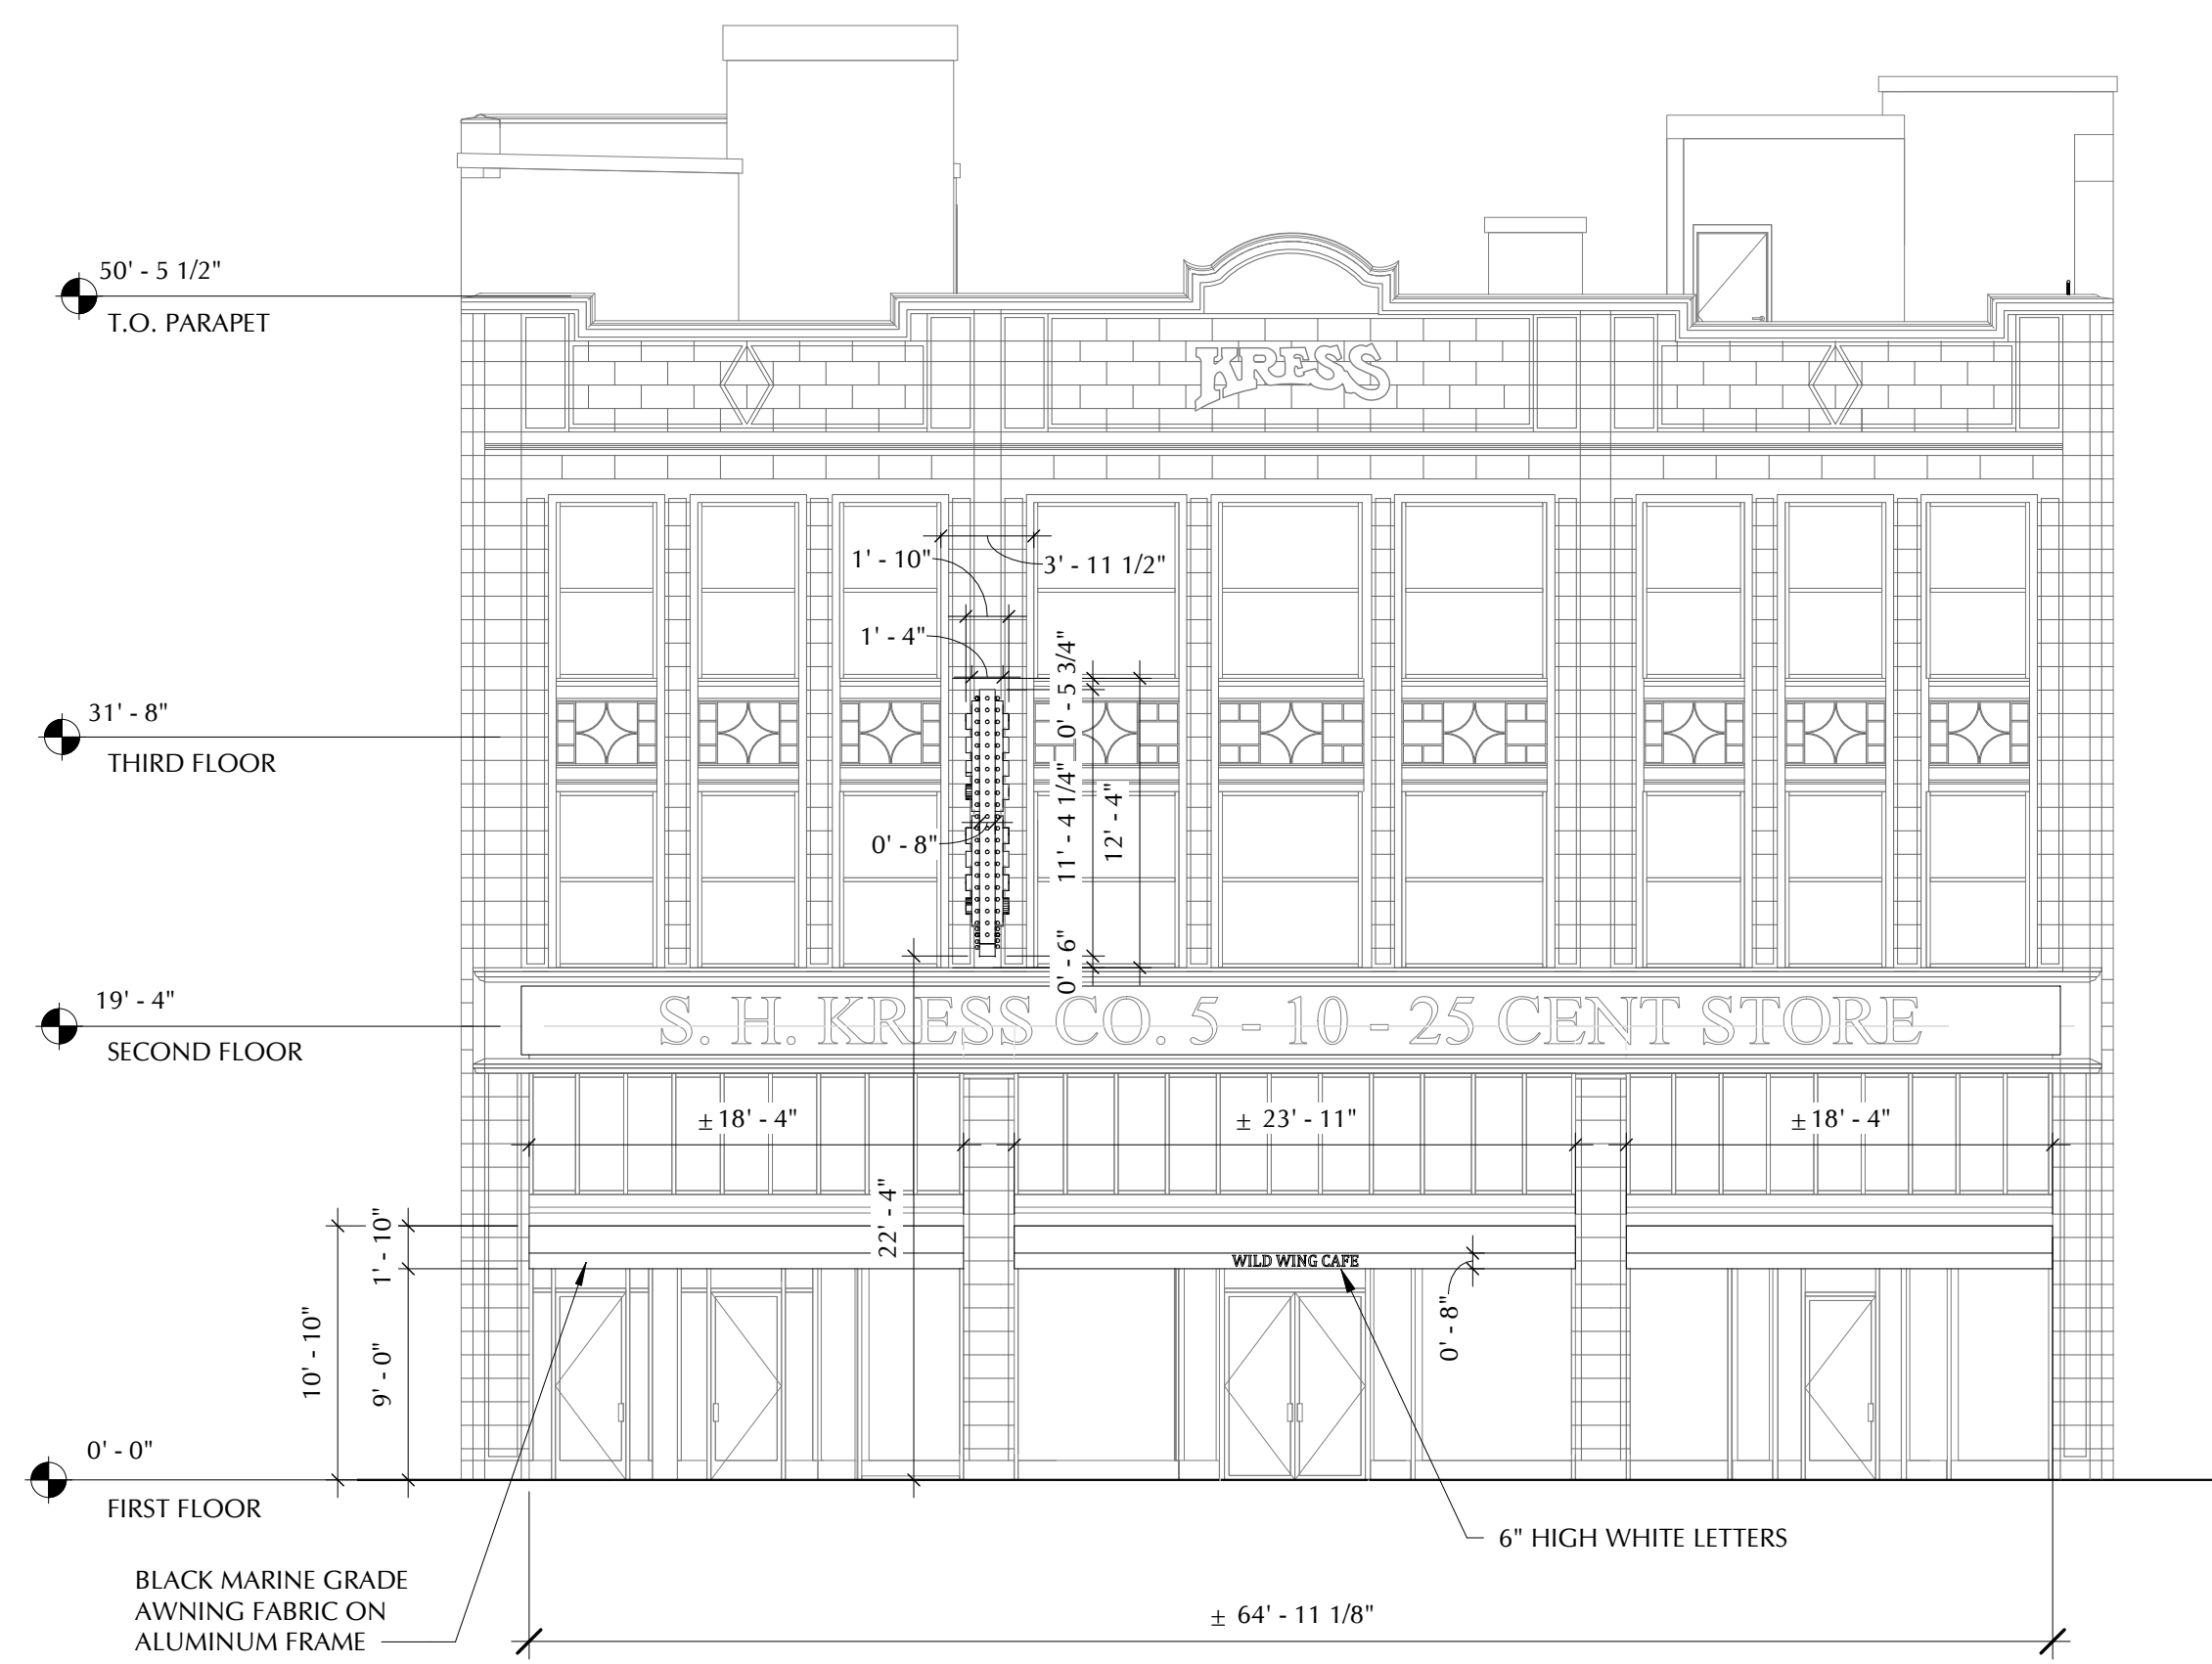 50' - 5 1/2"
T.O. PARAPET
KRESS
1' - 10"
3' - 11 1/2"
1' - 4"
0' - 5 3/4"
31' - 8"
THIRD FLOOR
11' - 4 1/4"
12' - 4"
0' - 8"
0' - 6"
19' - 4"
SECOND FLOOR
S. H. KRESS CO. 5 - 10 - 25 CENT STORE
± 18' - 4"
± 23' - 11"
± 18' - 4"
22' - 4"
1' - 10"
WILD WING CAFE
10' - 10"
9' - 0"
0' - 8"
0' - 0"
FIRST FLOOR
6" HIGH WHITE LETTERS
BLACK MARINE GRADE
AWNING FABRIC ON
ALUMINUM FRAME
± 64' - 11 1/8"